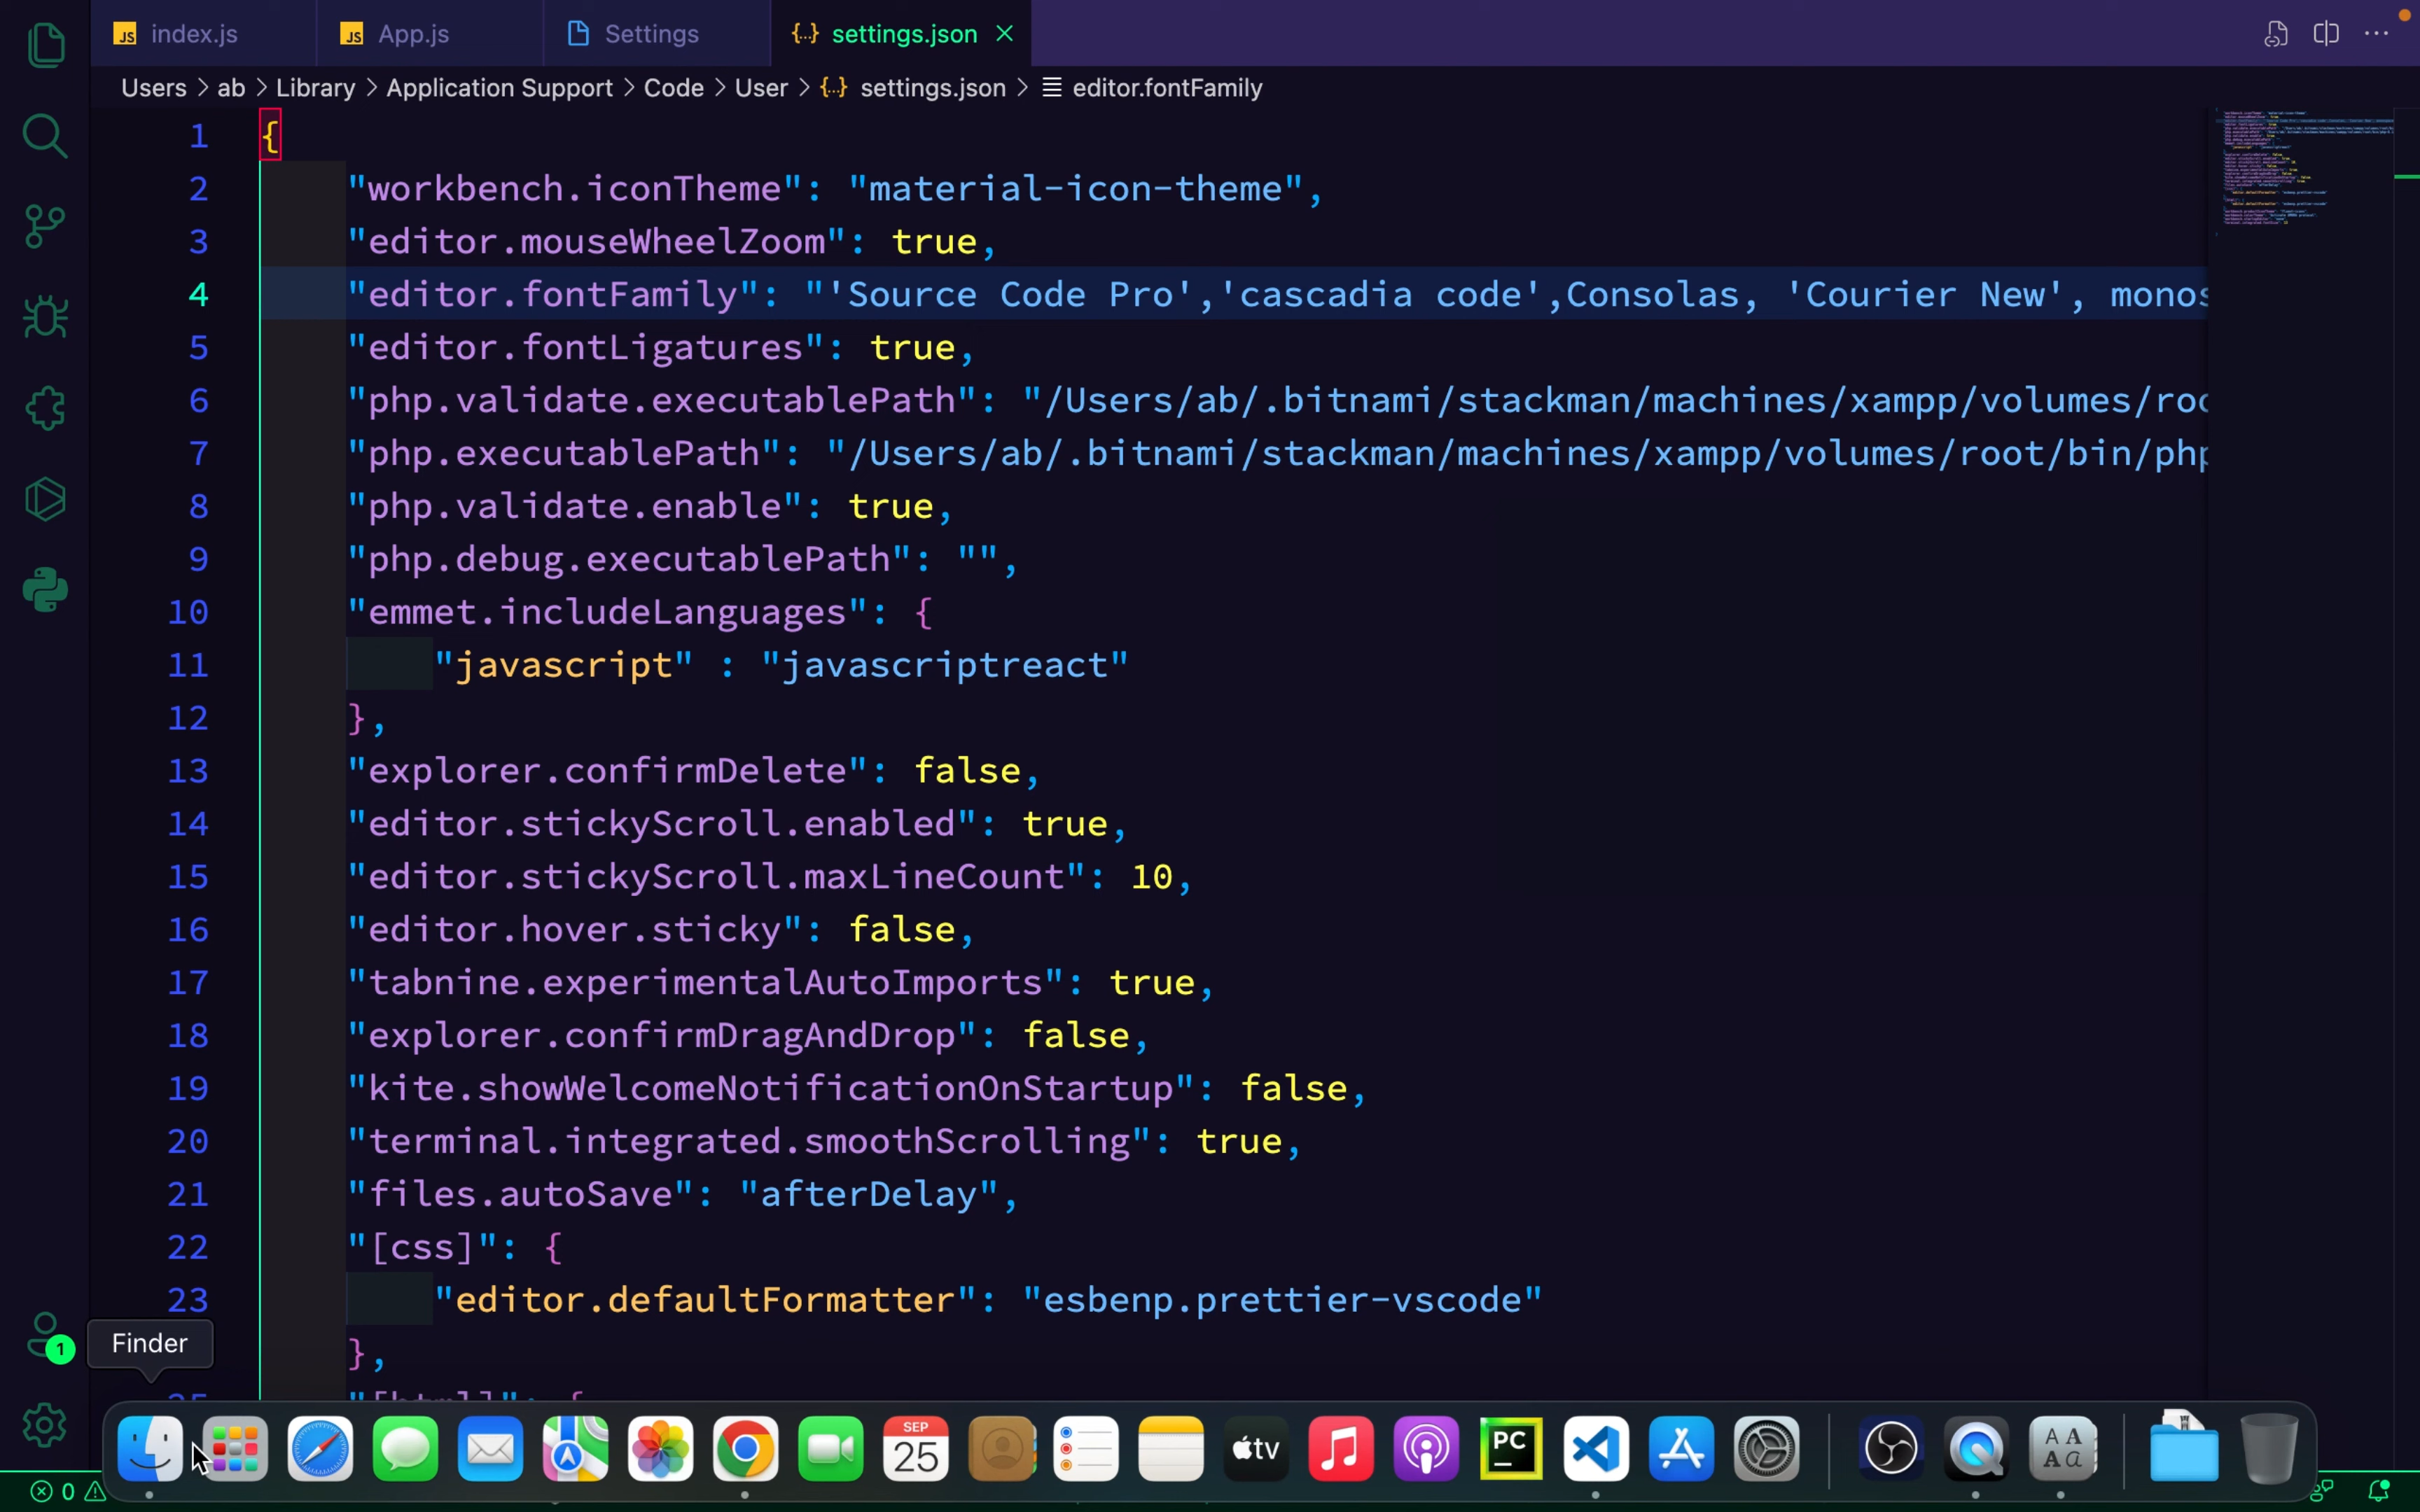 index.js
App.js
Settings
settings.json
Users > ab > Library > Application Support > Code > User > {..} settings.json > editor.fontFamily
1 {
2 "workbench.iconTheme": "material-icon-theme",
3 "editor.mouseWheelZoom": true,
4 "editor.fontFamily": "'Source Code Pro','cascadia code',Consolas, 'Courier New', monos
5 "editor.fontLigatures": true,
6 "php.validate.executablePath": "/Users/ab/.bitnami/stackman/machines/xampp/volumes/roo
7 "php.executablePath": "/Users/ab/.bitnami/stackman/machines/xampp/volumes/root/bin/php
8 "php.validate.enable": true,
9 "php.debug.executablePath": "",
10 "emmet.includeLanguages": {
11 "javascript" : "javascriptreact"
12 },
13 "explorer.confirmDelete": false,
14 "editor.stickyScroll.enabled": true,
15 "editor.stickyScroll.maxLineCount": 10,
16 "editor.hover.sticky": false,
17 "tabnine.experimentalAutoImports": true,
18 "explorer.confirmDragAndDrop": false,
19 "kite.showWelcomeNotificationOnStartup": false,
20 "terminal.integrated.smoothScrolling": true,
21 "files.autoSave": "afterDelay",
22 "[css]": {
23 "editor.defaultFormatter": "esbenp.prettier-vscode"
},
1
Finder
SEP
25
tv
PC
0